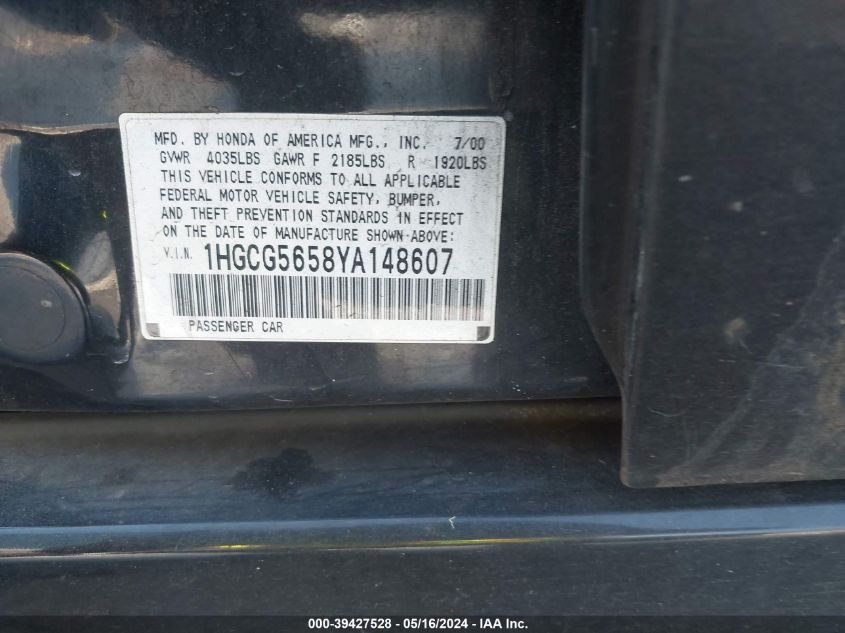 MFD. BY HONDA OF AMERICA MFG., INC. 7/00
GVWR 4035LBS GAWR F 2185LBS R 1920LBS
THIS VEHICLE CONFORMS TO ALL APPLICABLE
FEDERAL MOTOR VEHICLE SAFETY, BUMPER,
AND THEFT PREVENTION STANDARDS IN EFFECT
ON THE DATE OF MANUFACTURE SHOWN ABOVE:
V.I.N. 1HGCG5658YA148607
PASSENGER CAR
000-39427528 - 05/16/2024 - IAA Inc.